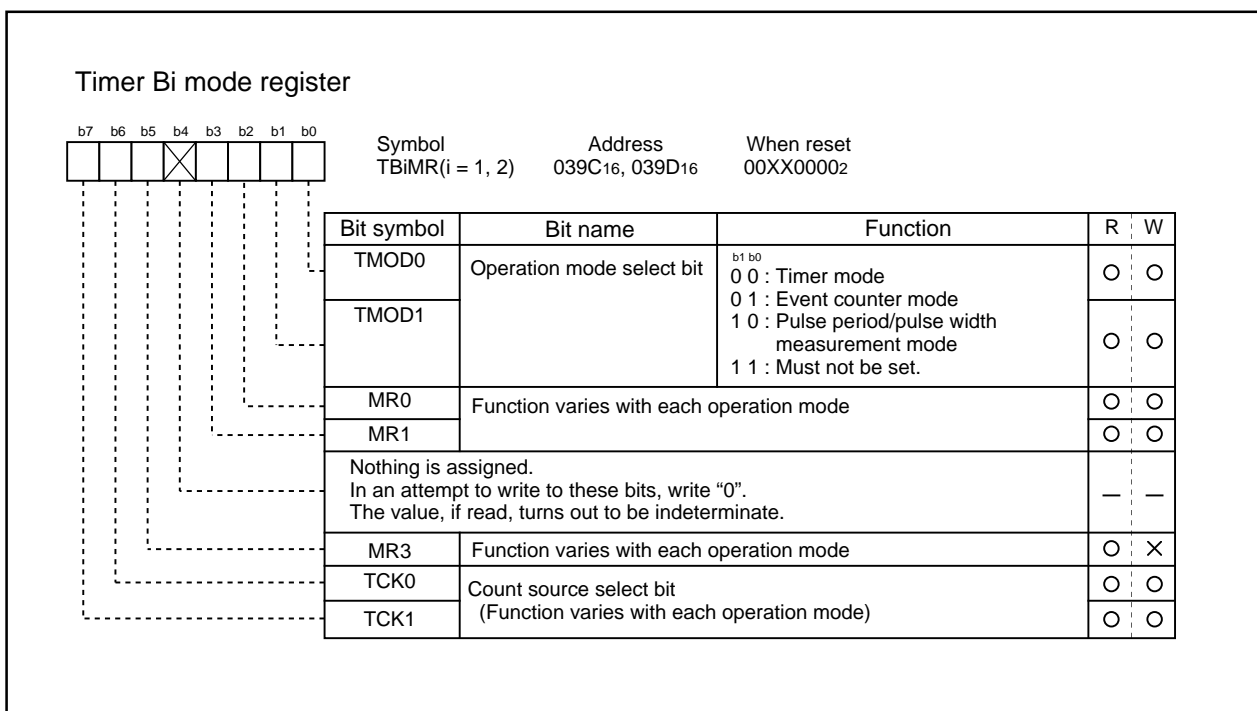 Timer Bi mode register
b7 b6 b5 b4 b3 b2 b1 b0
Symbol Address When reset
TBiMR(i = 1, 2) 039C16, 039D16 00XX00002
Bit symbol Bit name Function R W
TMOD0 Operation mode select bit b1 b0
0 0 : Timer mode
0 1 : Event counter mode
TMOD1 1 0 : Pulse period/pulse width
measurement mode
1 1 : Must not be set.
MR0 Function varies with each operation mode
MR1
Nothing is assigned.
In an attempt to write to these bits, write “0”.
The value, if read, turns out to be indeterminate.
MR3 Function varies with each operation mode
TCK0 Count source select bit
TCK1 (Function varies with each operation mode)